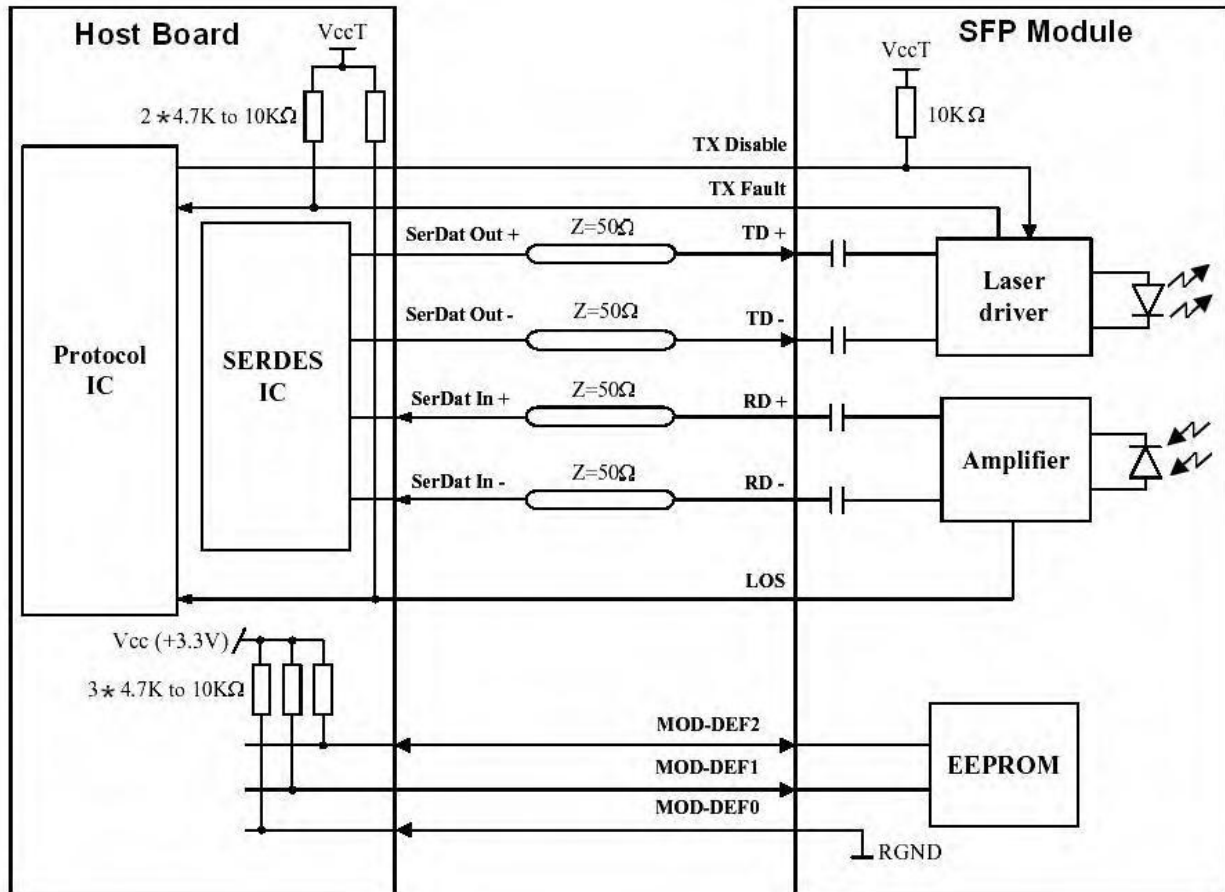 Host Board
SFP Module
VccT
VccT
2*4.7K to 10KΩ
10KΩ
TX Disable
TX Fault
SerDat Out +
Z=50Ω
TD +
SerDat Out -
Z=50Ω
TD -
Laser
driver
Protocol
IC
SERDES
IC
SerDat In +
Z=50Ω
RD +
SerDat In -
Z=50Ω
RD -
Amplifier
LOS
Vcc (+3.3V)
3*4.7K to 10KΩ
MOD-DEF2
MOD-DEF1
MOD-DEF0
EEPROM
RGND